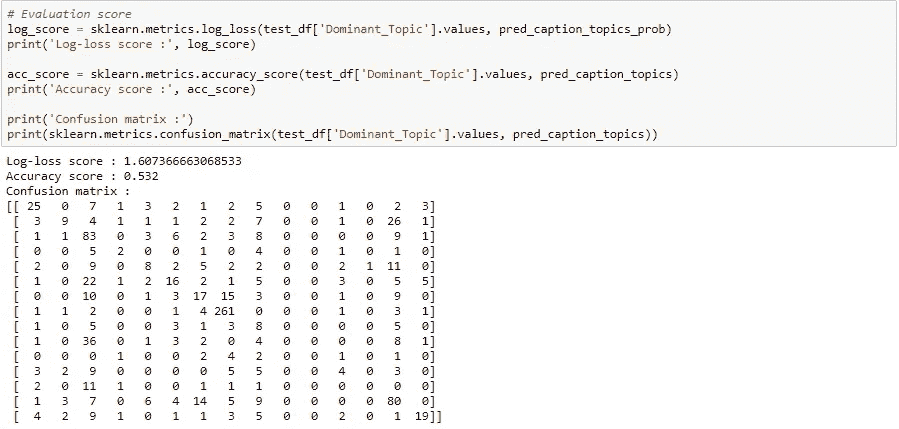 # Evaluation score
log_score = sklearn.metrics.log_loss(test_df['Dominant_Topic'].values, pred_caption_topics_prob)
print('Log-loss score :', log_score)
acc_score = sklearn.metrics.accuracy_score(test_df['Dominant_Topic'].values, pred_caption_topics)
print('Accuracy score :', acc_score)
print('Confusion matrix :')
print(sklearn.metrics.confusion_matrix(test_df['Dominant_Topic'].values, pred_caption_topics))
Log-loss score : 1.607366663068533
Accuracy score : 0.532
Confusion matrix :
[[ 25 0 7 1 3 2 1 2 5 0 0 1 0 2 3]
[ 3 9 4 1 1 1 2 2 7 0 0 1 0 26 1]
[ 1 1 83 0 3 6 2 3 8 0 0 0 0 9 1]
[ 0 0 5 2 0 0 1 0 4 0 0 1 0 1 0]
[ 2 0 9 0 8 2 5 2 2 0 0 2 1 11 0]
[ 1 0 22 1 2 16 2 1 5 0 0 3 0 5 5]
[ 0 0 10 0 1 3 17 15 3 0 0 1 0 9 0]
[ 1 1 2 0 0 1 4 261 0 0 0 1 0 3 1]
[ 1 0 5 0 0 3 1 3 8 0 0 0 0 5 0]
[ 1 0 36 0 1 3 2 0 4 0 0 0 0 8 1]
[ 0 0 0 1 0 0 2 4 2 0 0 1 0 1 0]
[ 3 2 9 0 0 0 0 5 5 0 0 4 0 3 0]
[ 2 0 11 1 0 0 1 1 1 0 0 0 0 0 0]
[ 1 3 7 0 6 4 14 5 9 0 0 0 0 80 0]
[ 4 2 9 1 0 1 1 3 5 0 0 2 0 1 19]]